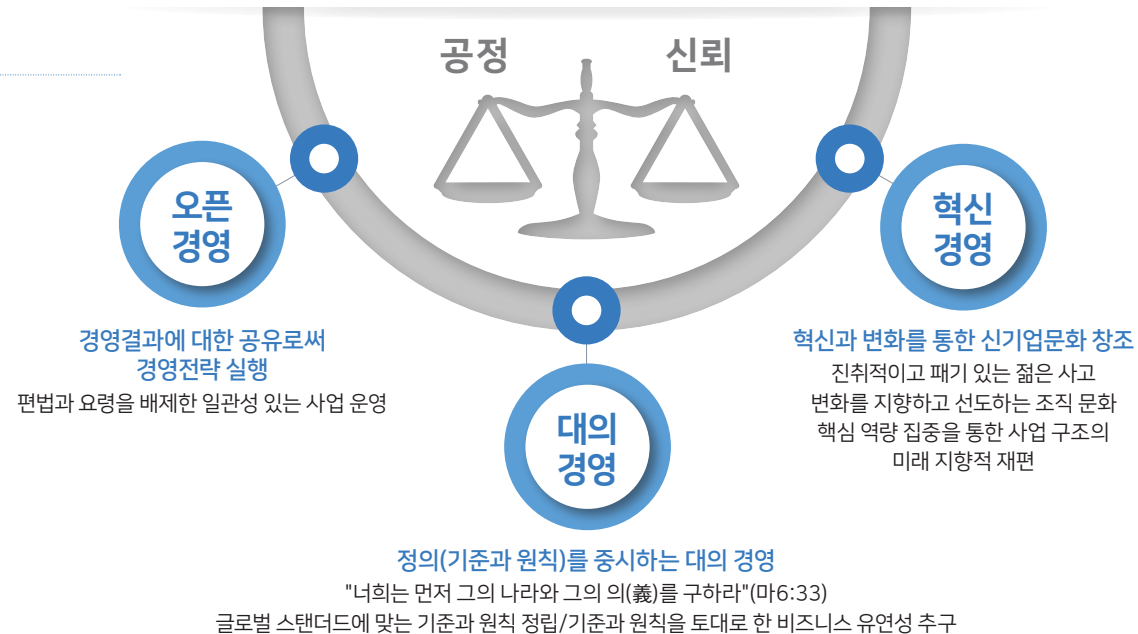 공정
신뢰
오픈
경영
경영결과에 대한 공유로써
경영전략 실행
편법과 요령을 배제한 일관성 있는 사업 운영
대의
경영
정의(기준과 원칙)를 중시하는 대의 경영
"너희는 먼저 그의 나라와 그의 의(義)를 구하라"(마6:33)
글로벌 스탠더드에 맞는 기준과 원칙 정립/기준과 원칙을 토대로 한 비즈니스 유연성 추구
혁신
경영
혁신과 변화를 통한 신기업문화 창조
진취적이고 패기 있는 젊은 사고
변화를 지향하고 선도하는 조직 문화
핵심 역량 집중을 통한 사업 구조의
미래 지향적 재편